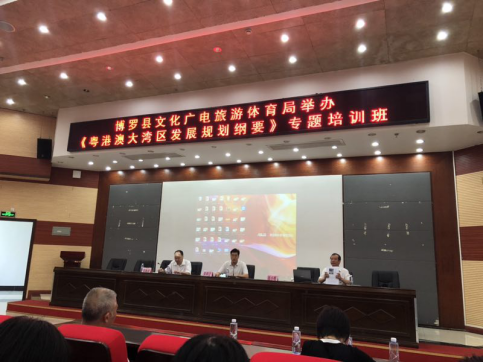 博罗县文化广电旅游体育局举办
《粤港澳大湾区发展规划纲要》专题培训班